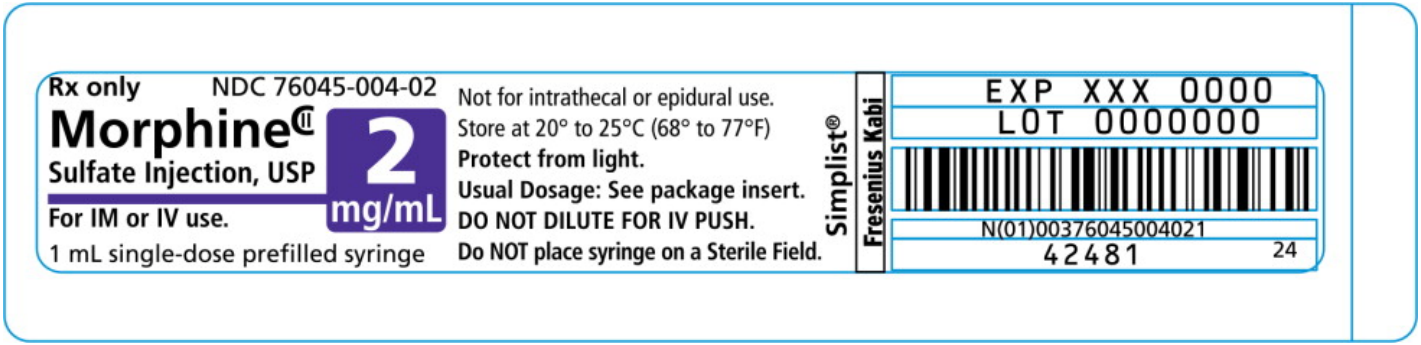 Rx only NDC 76045-004-02
Morphine CII
Sulfate Injection, USP
2
mg/mL
For IM or IV use.
1 mL single-dose prefilled syringe
Not for intrathecal or epidural use.
Store at 20° to 25°C (68° to 77°F)
Protect from light.
Usual Dosage: See package insert.
DO NOT DILUTE FOR IV PUSH.
Do NOT place syringe on a Sterile Field.
Simplist®
Fresenius Kabi
EXP XXX 0000
LOT 0000000
N(01)00376045004021
42481 24